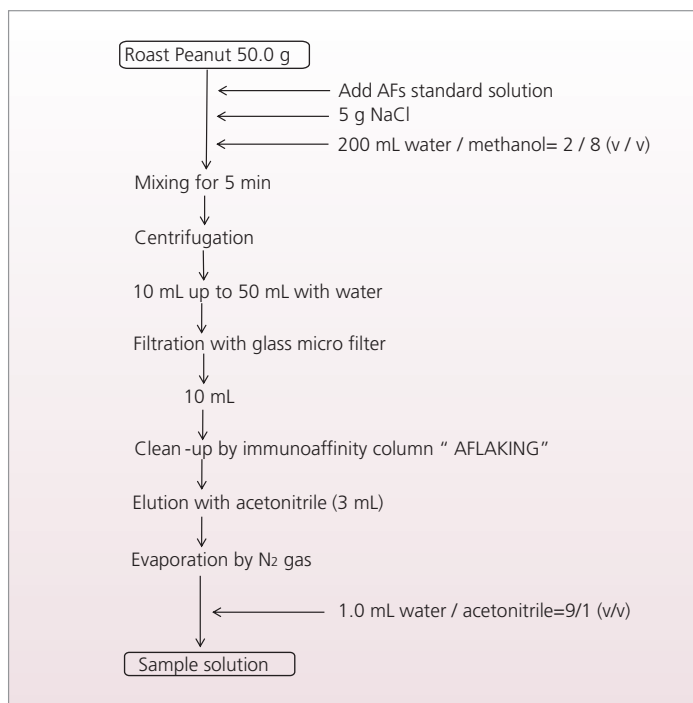 Roast Peanut 50.0 g
Add AFs standard solution
5 g NaCl
200 mL water / methanol= 2 / 8 (v / v)
Mixing for 5 min
Centrifugation
10 mL up to 50 mL with water
Filtration with glass micro filter
10 mL
Clean-up by immunoaffinity column “ AFLAKING”
Elution with acetonitrile (3 mL)
Evaporation by N2 gas
1.0 mL water / acetonitrile=9/1 (v/v)
Sample solution